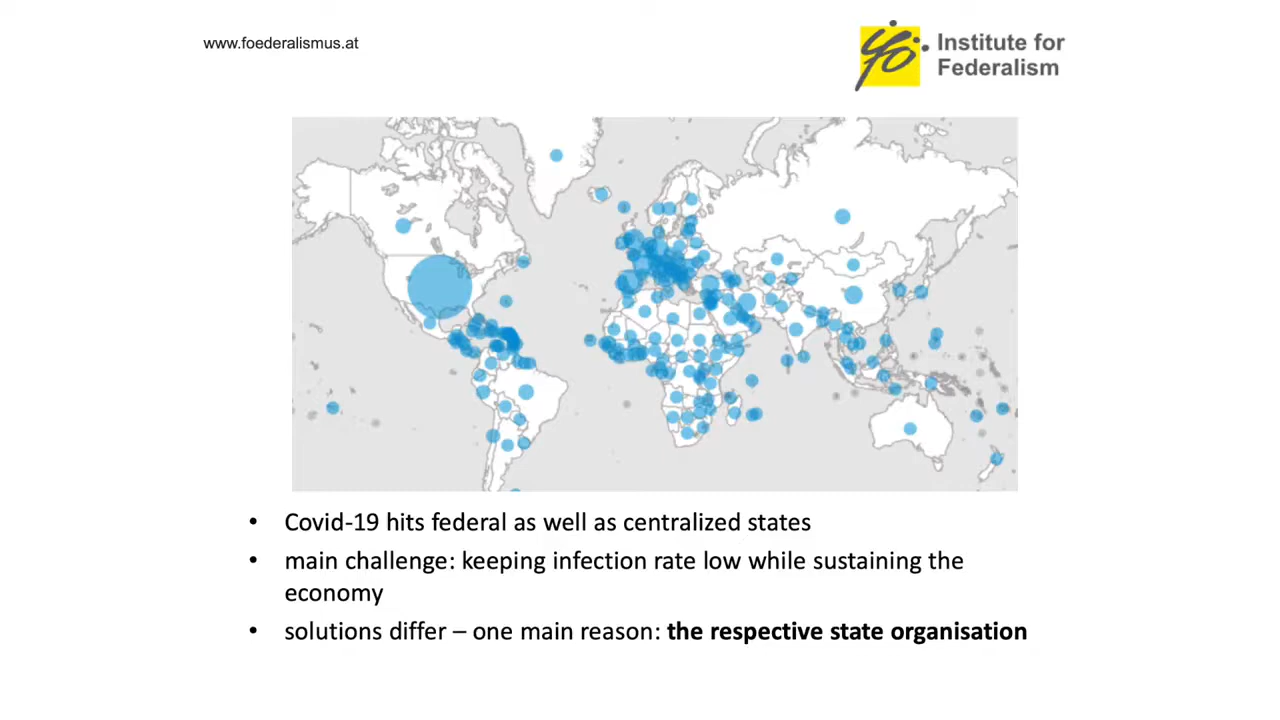 www.foederalismus.at
Institute for
Federalism
• Covid-19 hits federal as well as centralized states
• main challenge: keeping infection rate low while sustaining the
economy
• solutions differ – one main reason: the respective state organisation